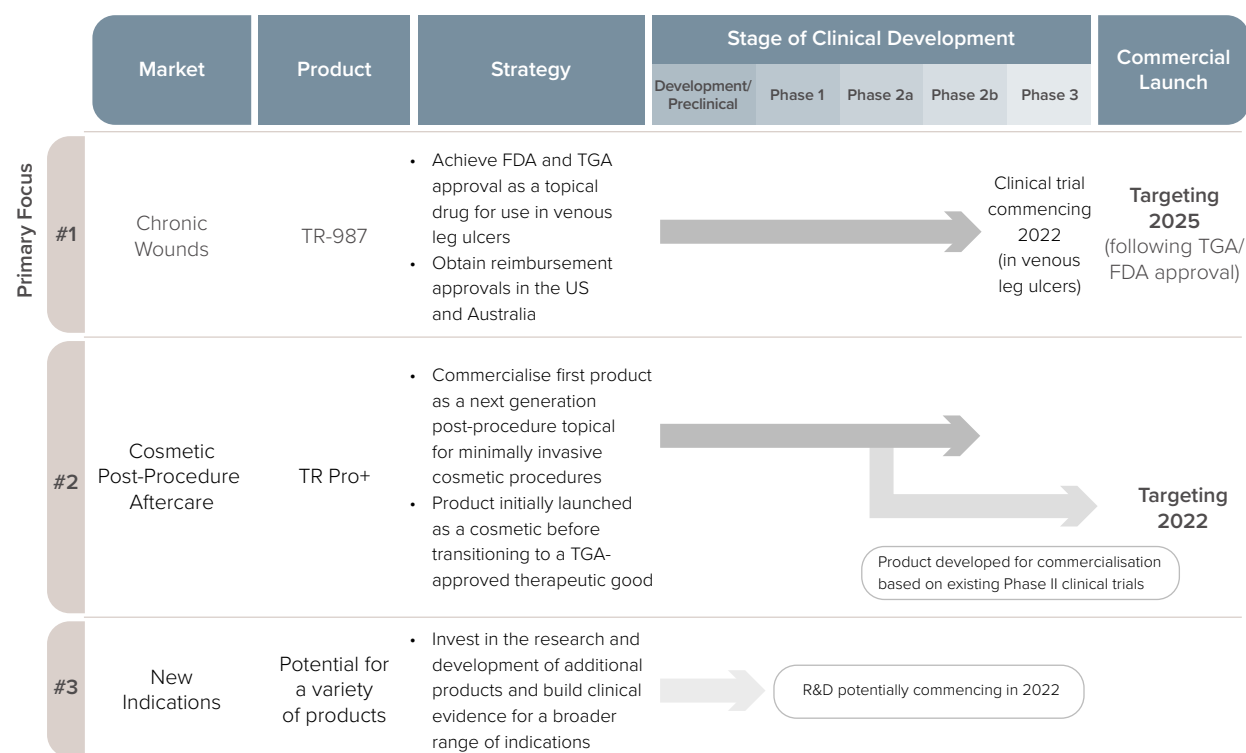 Market
Product
Strategy
Stage of Clinical Development
Development/
Preclinical
Phase 1
Phase 2a
Phase 2b
Phase 3
Commercial
Launch
Primary Focus
#1
Chronic
Wounds
TR-987
• Achieve FDA and TGA
approval as a topical
drug for use in venous
leg ulcers
• Obtain reimbursement
approvals in the US
and Australia
Clinical trial
commencing
2022
(in venous
leg ulcers)
Targeting
2025
(following TGA/
FDA approval)
#2
Cosmetic
Post-Procedure
Aftercare
TR Pro+
• Commercialise first product
as a next generation
post-procedure topical
for minimally invasive
cosmetic procedures
• Product initially launched
as a cosmetic before
transitioning to a TGA-
approved therapeutic good
Targeting
2022
Product developed for commercialisation
based on existing Phase II clinical trials
#3
New
Indications
Potential for
a variety
of products
• Invest in the research and
development of additional
products and build clinical
evidence for a broader
range of indications
R&D potentially commencing in 2022